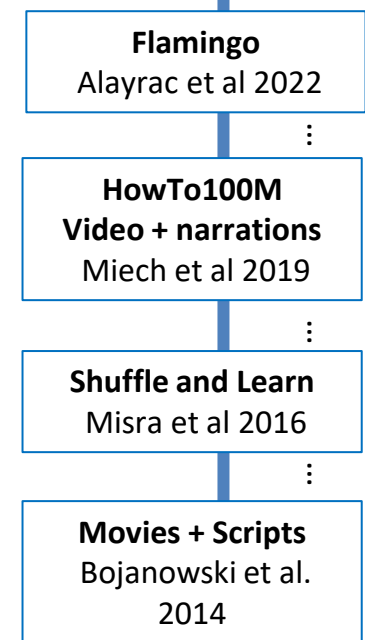 Flamingo
Alayrac et al 2022
⋮
HowTo100M
Video + narrations
Miech et al 2019
⋮
Shuffle and Learn
Misra et al 2016
⋮
Movies + Scripts
Bojanowski et al.
2014